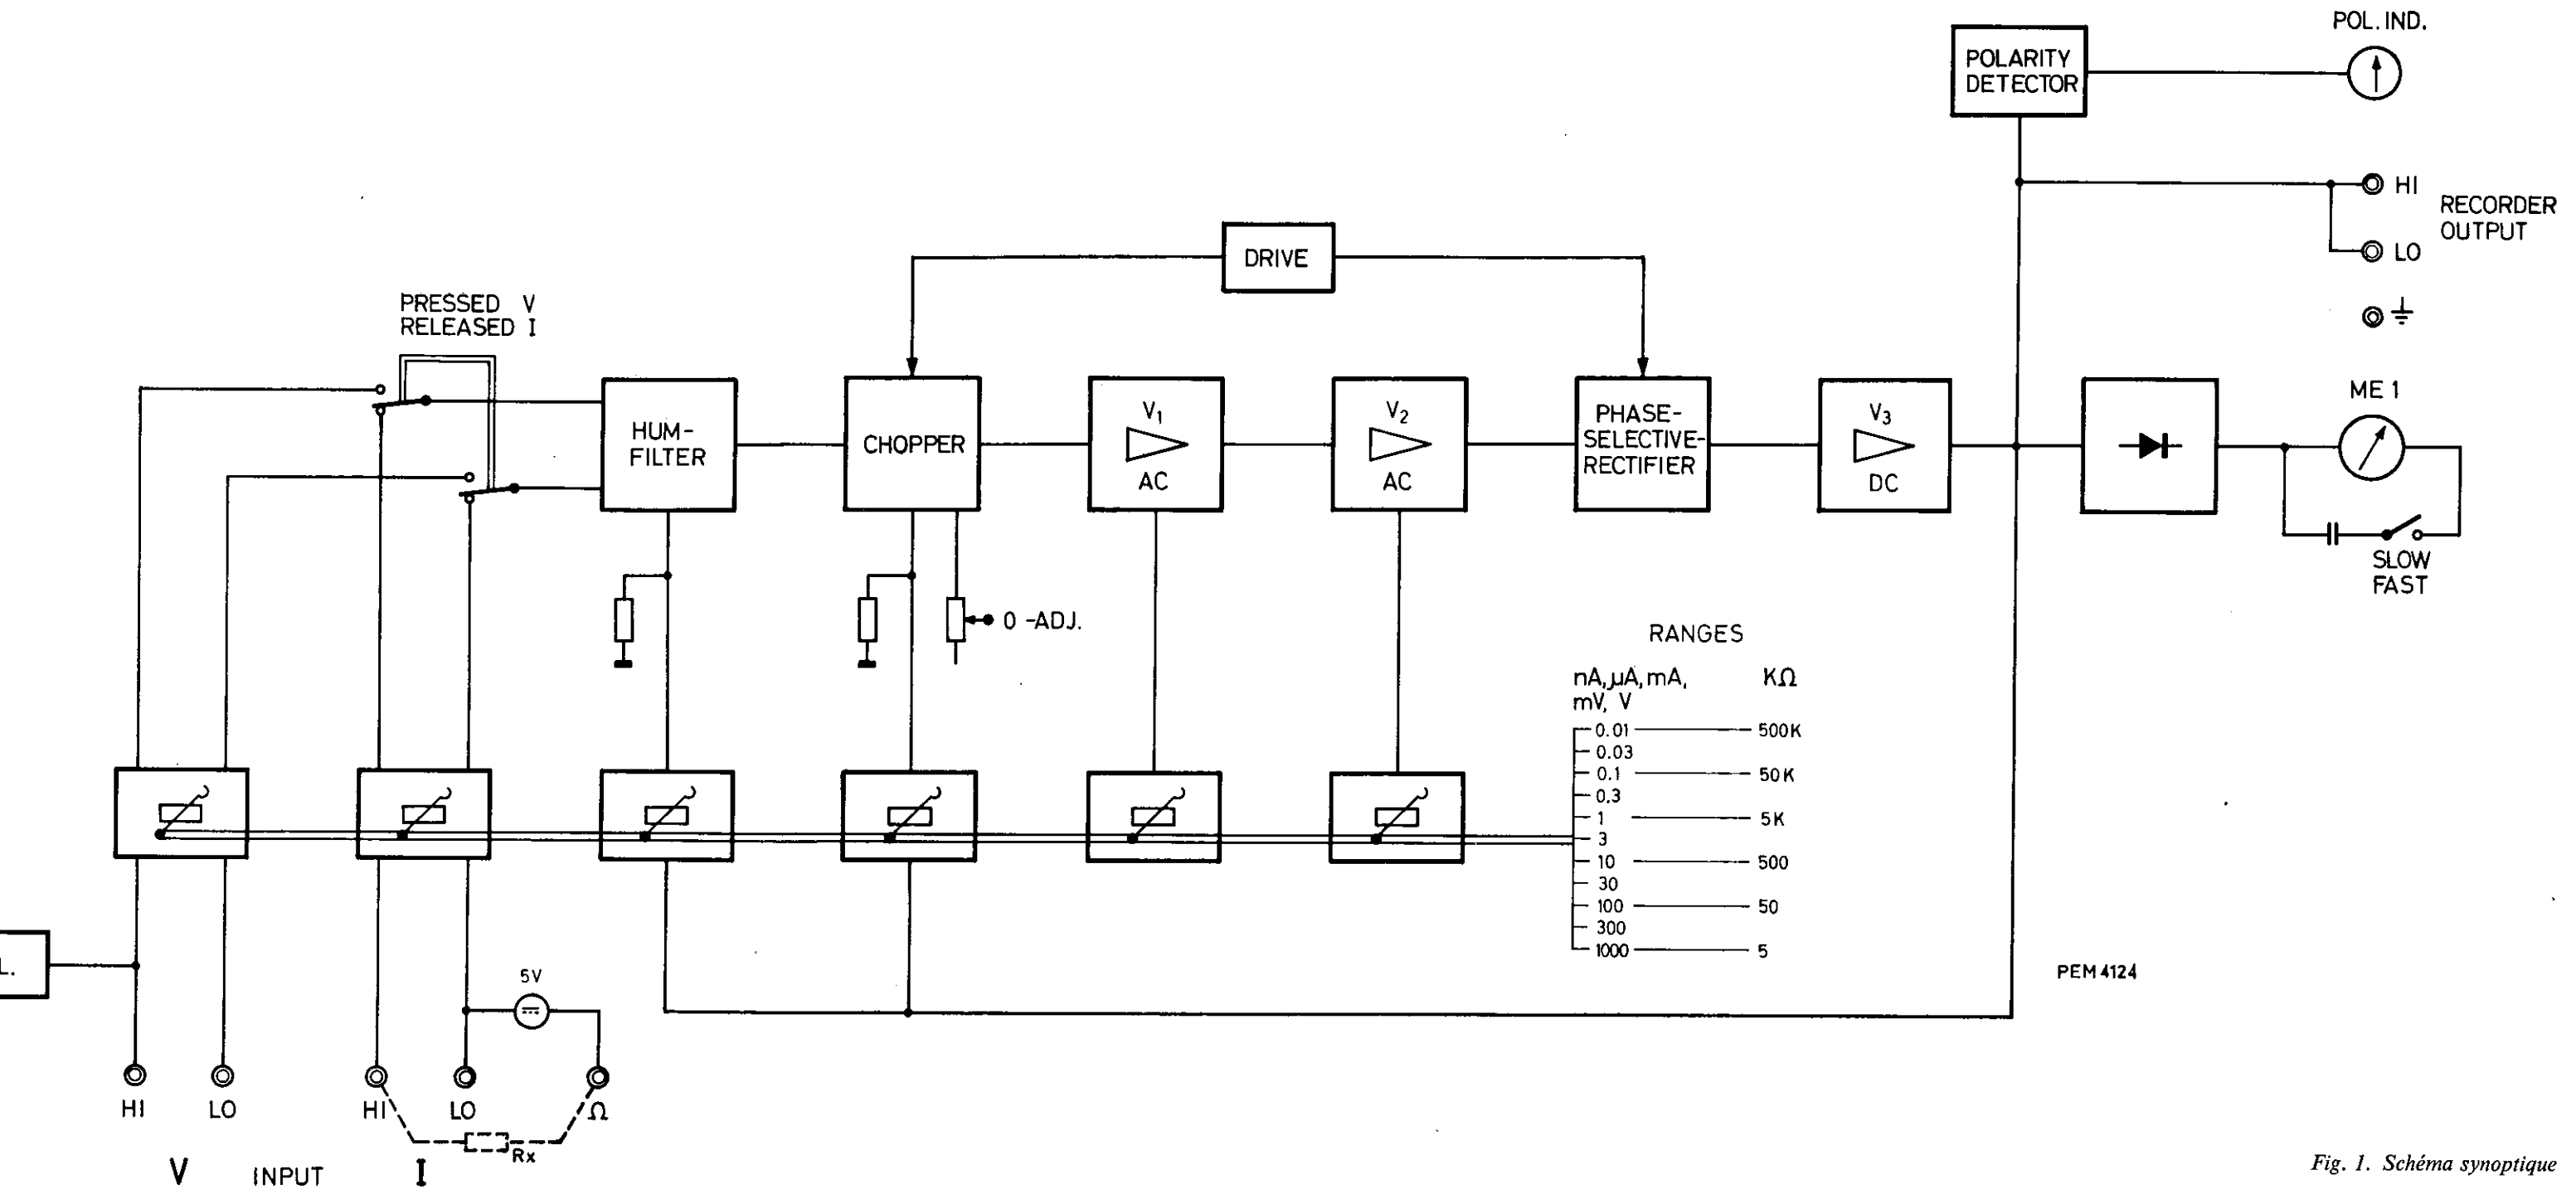 POL. IND.
POLARITY
DETECTOR
HI
RECORDER
OUTPUT
LO
DRIVE
PRESSED V
RELEASED I
HUM-
FILTER
CHOPPER
V1
AC
V2
AC
PHASE-
SELECTIVE-
RECTIFIER
V3
DC
ME 1
SLOW
FAST
0 -ADJ.
RANGES
nA, µA, mA, KΩ
mV, V
0.01 500K
0.03
0.1 50K
0.3
1 5K
3
10 500
30
100 50
300
1000 5
PEM 4124
L.
5V
HI LO HI LO Ω
Rx
V INPUT I
Fig. 1. Schéma synoptique